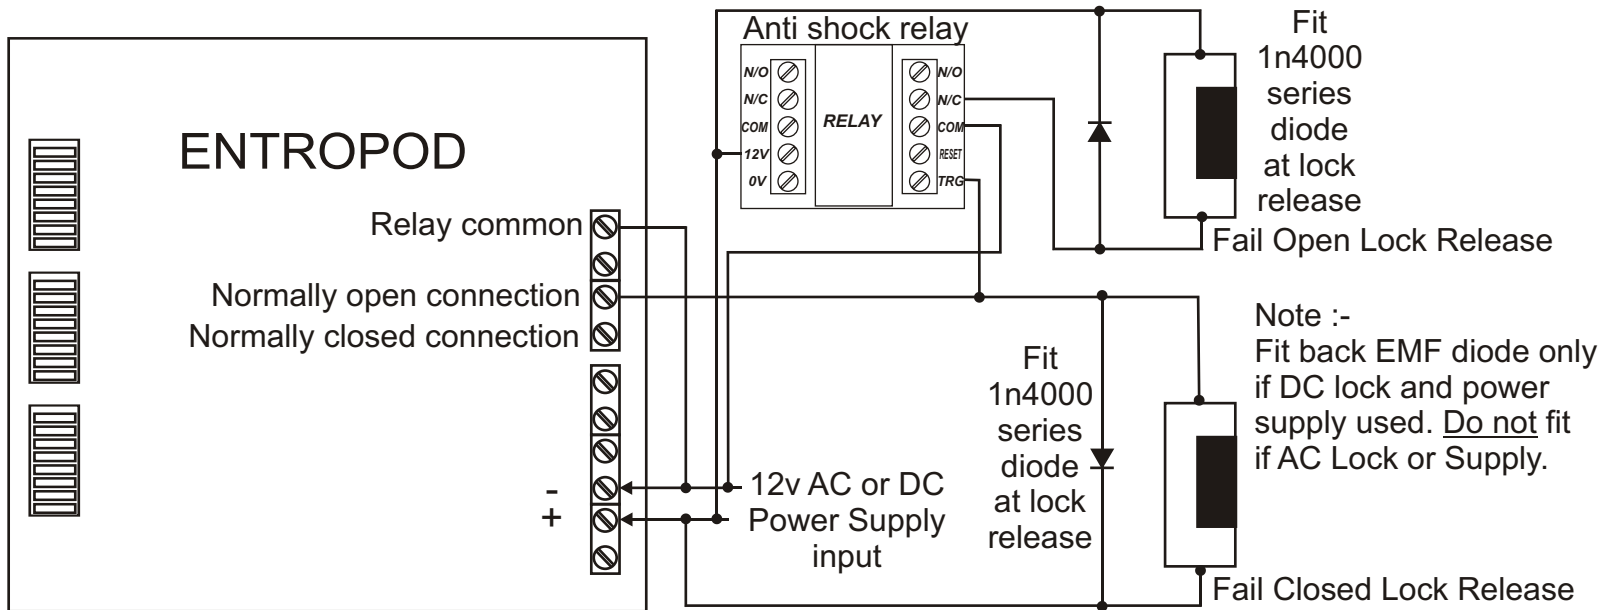 ENTROPOD
Relay common
Normally open connection
Normally closed connection
-
+
12v AC or DC
Power Supply
input
Anti shock relay
N/O
N/C
COM
12V
0V
RELAY
N/O
N/C
COM
RESET
TRG
Fit
1n4000
series
diode
at lock
release
Fail Open Lock Release
Fit
1n4000
series
diode
at lock
release
Note :-
Fit back EMF diode only
if DC lock and power
supply used. Do not fit
if AC Lock or Supply.
Fail Closed Lock Release